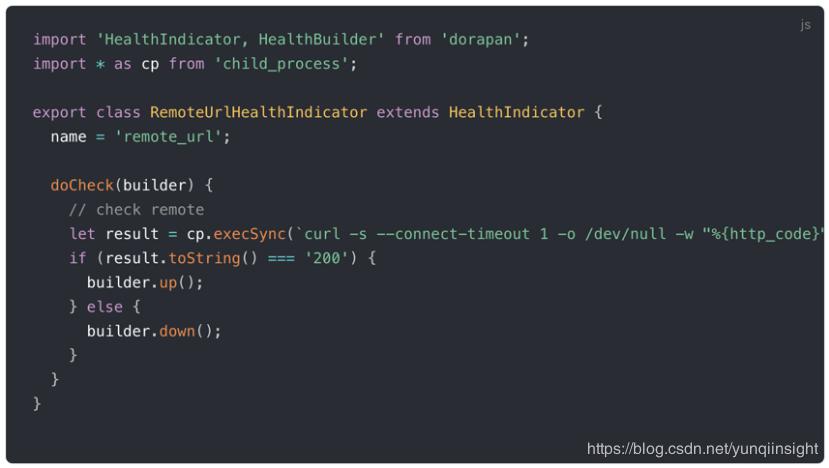 js
import 'HealthIndicator, HealthBuilder' from 'dorapan';
import * as cp from 'child_process';

export class RemoteUrlHealthIndicator extends HealthIndicator {
  name = 'remote_url';

  doCheck(builder) {
    // check remote
    let result = cp.execSync(`curl -s --connect-timeout 1 -o /dev/null -w "%{http_code}"
    if (result.toString() === '200') {
      builder.up();
    } else {
      builder.down();
    }
  }
}
https://blog.csdn.net/yunqiinsight